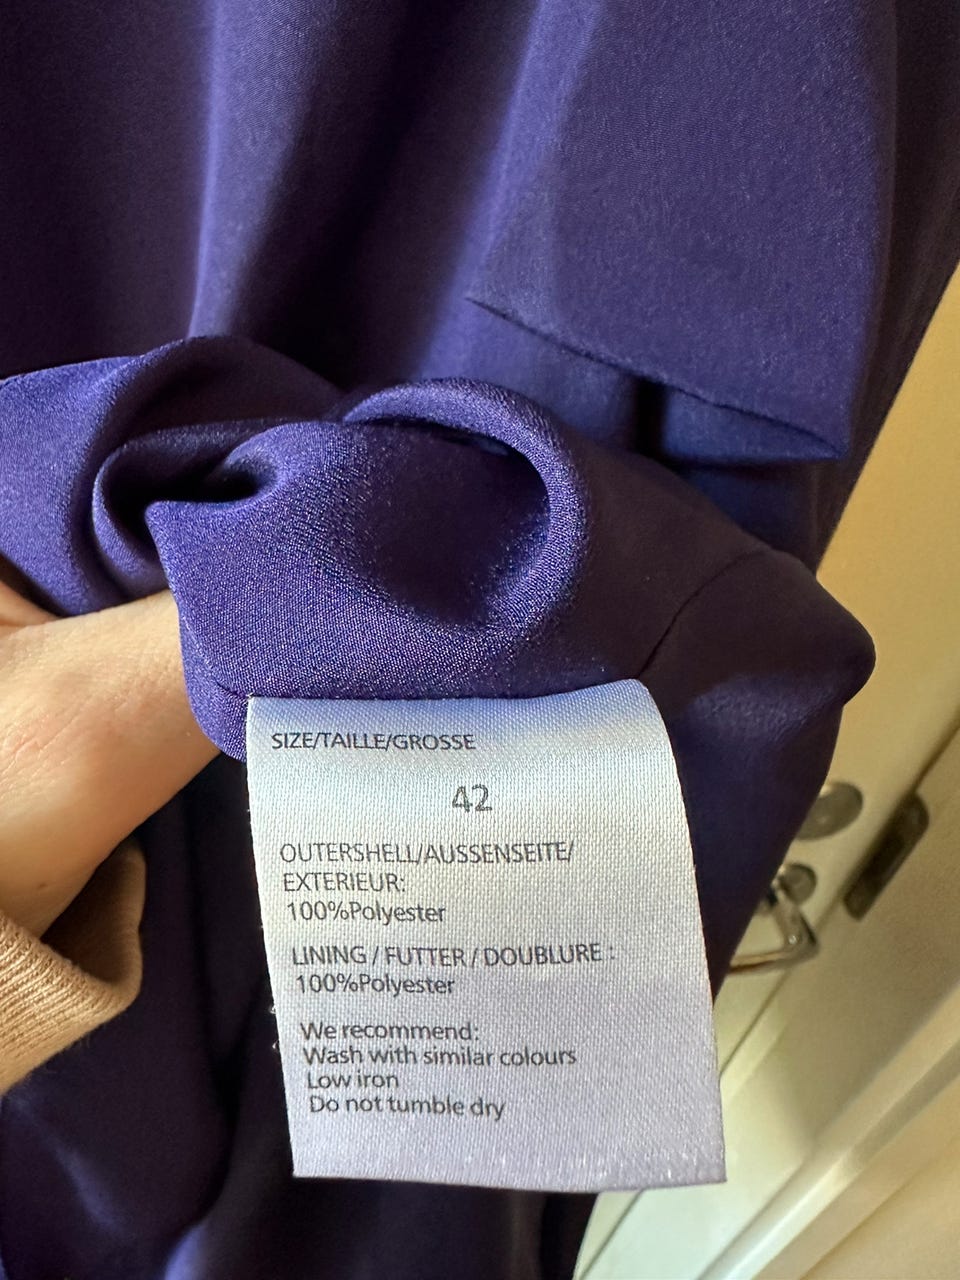 SIZE/TAILLE/GROSSE
42
OUTERSHELL/AUSSENSEITE/
EXTERIEUR:
100%Polyester
LINING / FUTTER / DOUBLURE :
100%Polyester
We recommend:
Wash with similar colours
Low iron
Do not tumble dry